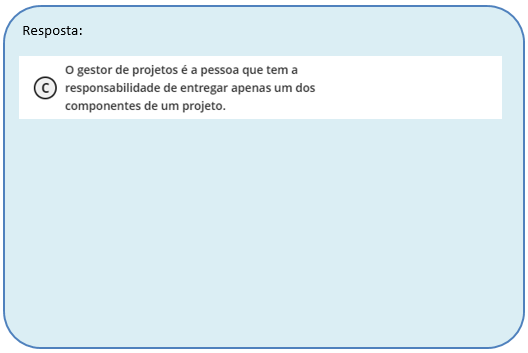 Resposta:
C
O gestor de projetos é a pessoa que tem a
responsabilidade de entregar apenas um dos
componentes de um projeto.